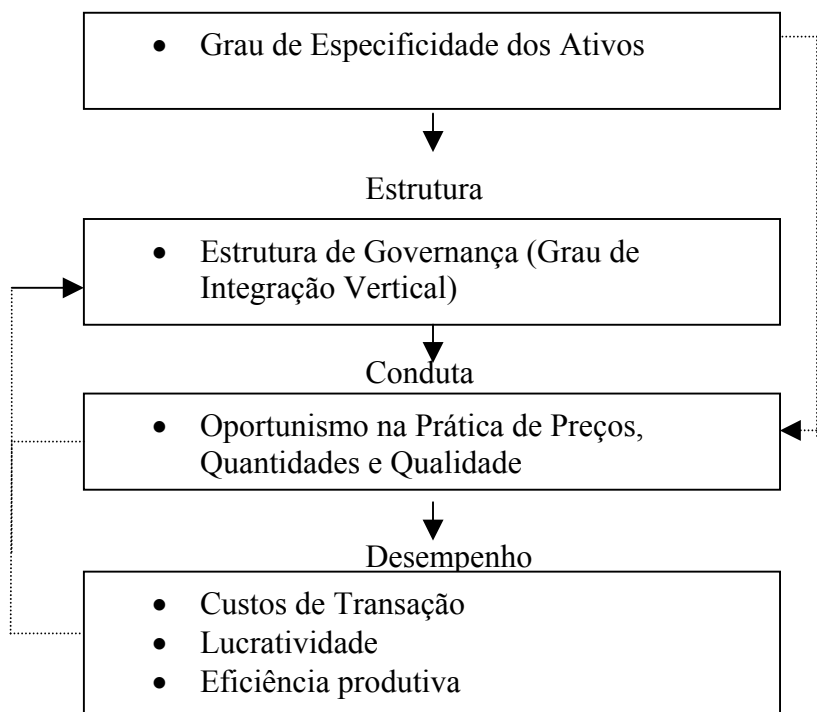 • Grau de Especificidade dos Ativos
Estrutura
• Estrutura de Governança (Grau de
Integração Vertical)
Conduta
• Oportunismo na Prática de Preços,
Quantidades e Qualidade
Desempenho
• Custos de Transação
• Lucratividade
• Eficiência produtiva